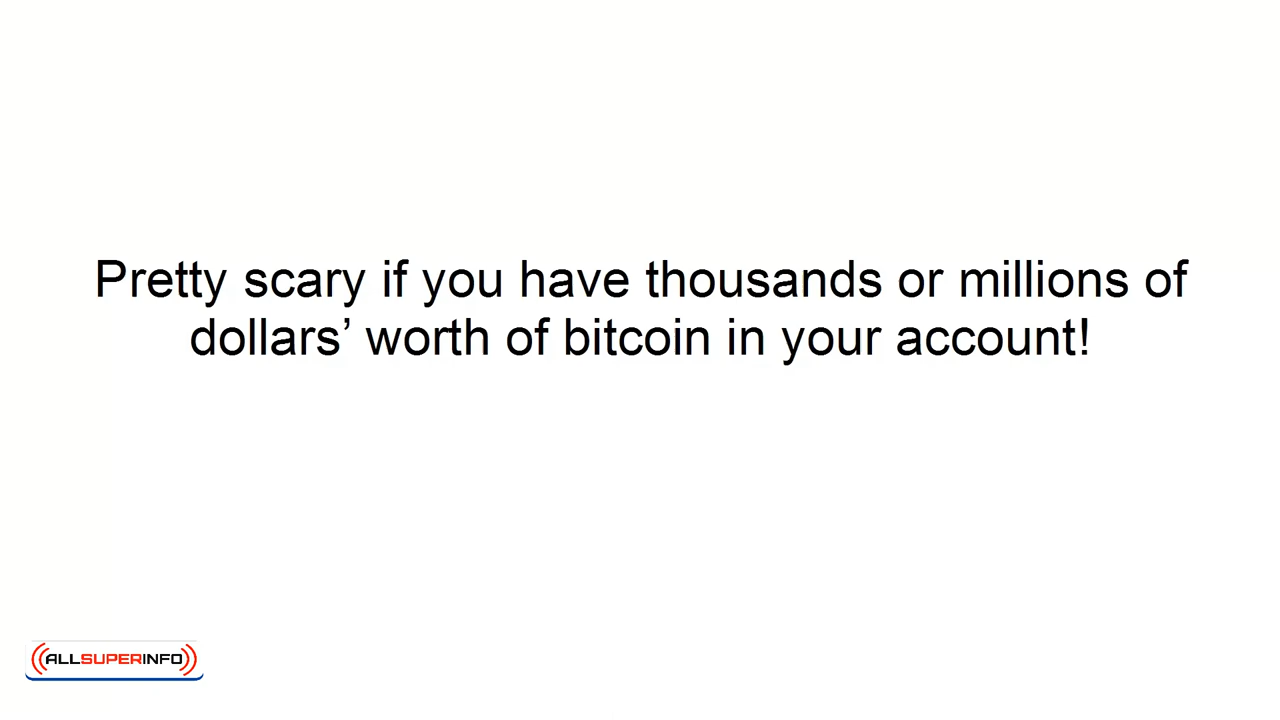 Pretty scary if you have thousands or millions of
dollars’ worth of bitcoin in your account!
ALLSUPERINFO